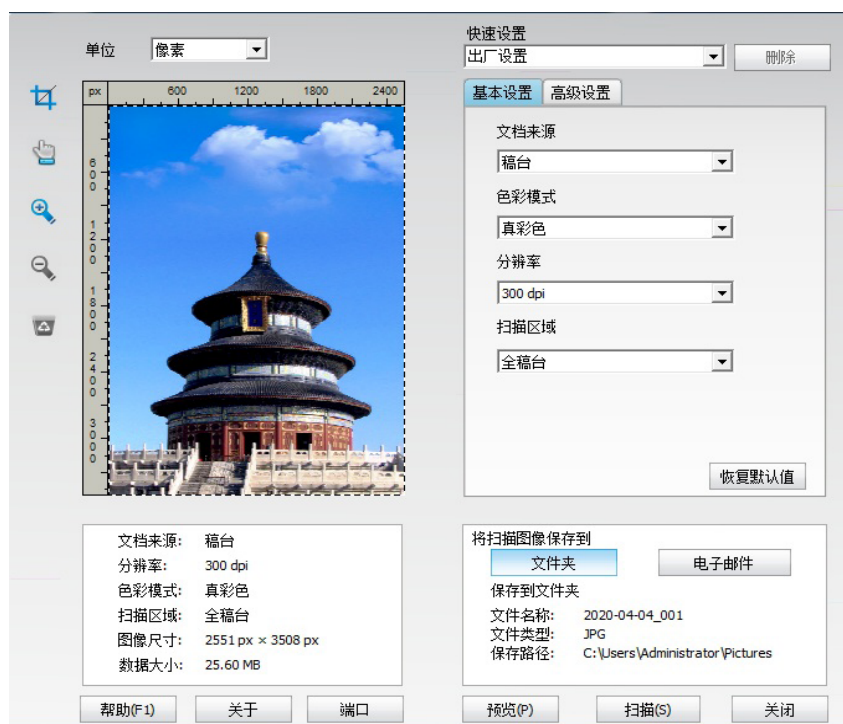 单位 像素
快速设置
出厂设置 删除
px 600 1200 1800 2400
600
1200
1800
2400
3000
基本设置 高级设置
文档来源
稿台
色彩模式
真彩色
分辨率
300 dpi
扫描区域
全稿台
恢复默认值
文档来源: 稿台
分辨率: 300 dpi
色彩模式: 真彩色
扫描区域: 全稿台
图像尺寸: 2551 px × 3508 px
数据大小: 25.60 MB
将扫描图像保存到
文件夹 电子邮件
保存到文件夹
文件名称: 2020-04-04_001
文件类型: JPG
保存路径: C:\Users\Administrator\Pictures
帮助(F1) 关于 端口 预览(P) 扫描(S) 关闭